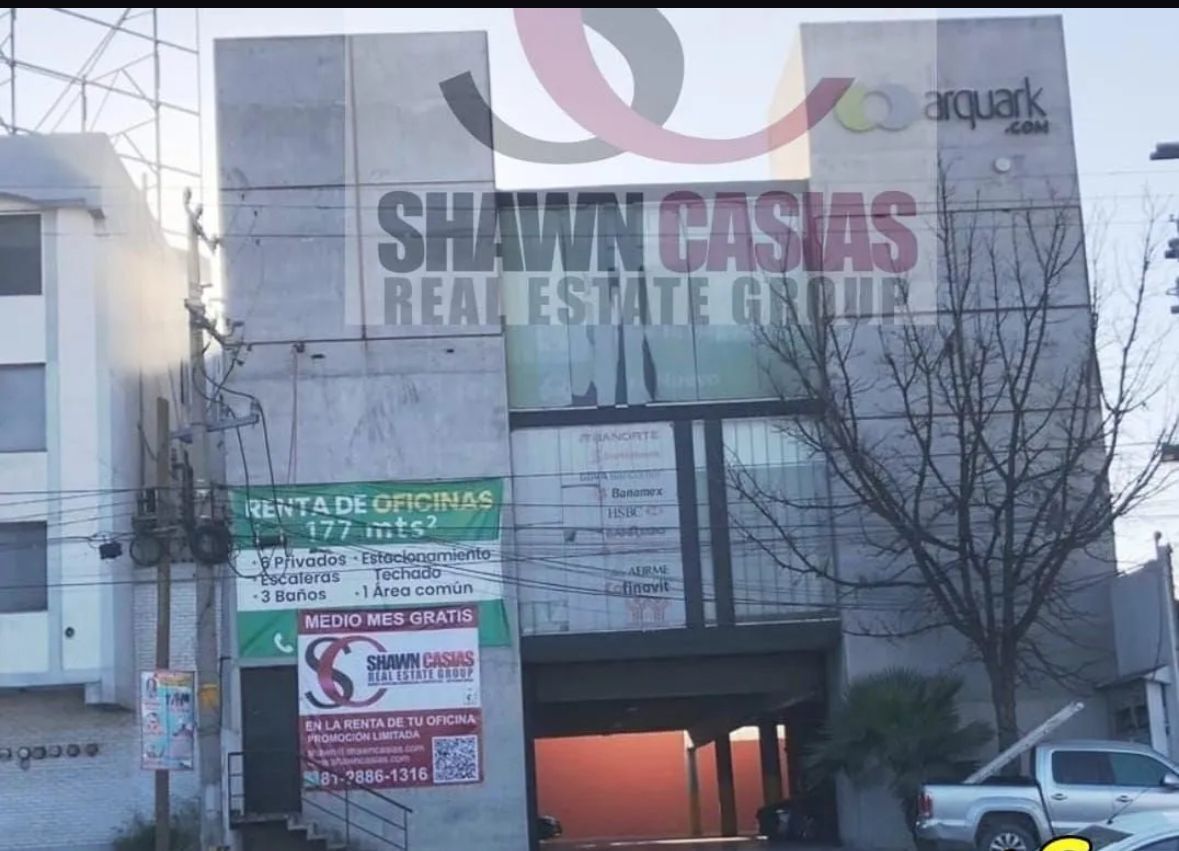 arquark
.COM
SHAWN CASIAS
REAL ESTATE GROUP
BANORTE
Banamex
HSBC
AFIRME
Cofinavit
RENTA DE OFICINAS
177 mts²
• 6 Privados • Estacionamiento
• Escaleras Techado
• 3 Baños • 1 Área común
MEDIO MES GRATIS
SHAWN CASIAS
REAL ESTATE GROUP
EN LA RENTA DE TU OFICINA
PROMOCIÓN LIMITADA
81-2886-1316